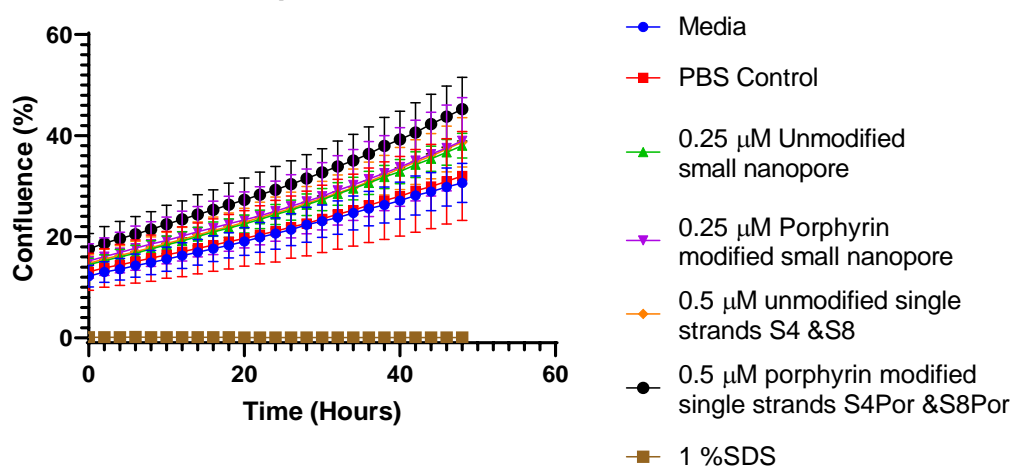 60
40
20
0
Confluence (%)
0
20
40
60
Time (Hours)
Media
PBS Control
0.25 μM Unmodified
small nanopore
0.25 μM Porphyrin
modified small nanopore
0.5 μM unmodified single
strands S4 &S8
0.5 μM porphyrin modified
single strands S4Por &S8Por
1 %SDS